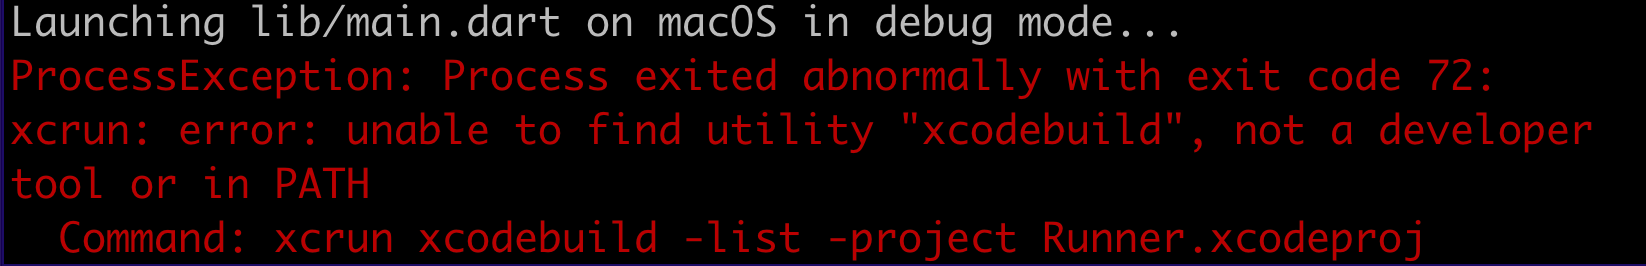 Launching lib/main.dart on macOS in debug mode...
ProcessException: Process exited abnormally with exit code 72:
xcrun: error: unable to find utility "xcodebuild", not a developer
tool or in PATH
  Command: xcrun xcodebuild -list -project Runner.xcodeproj